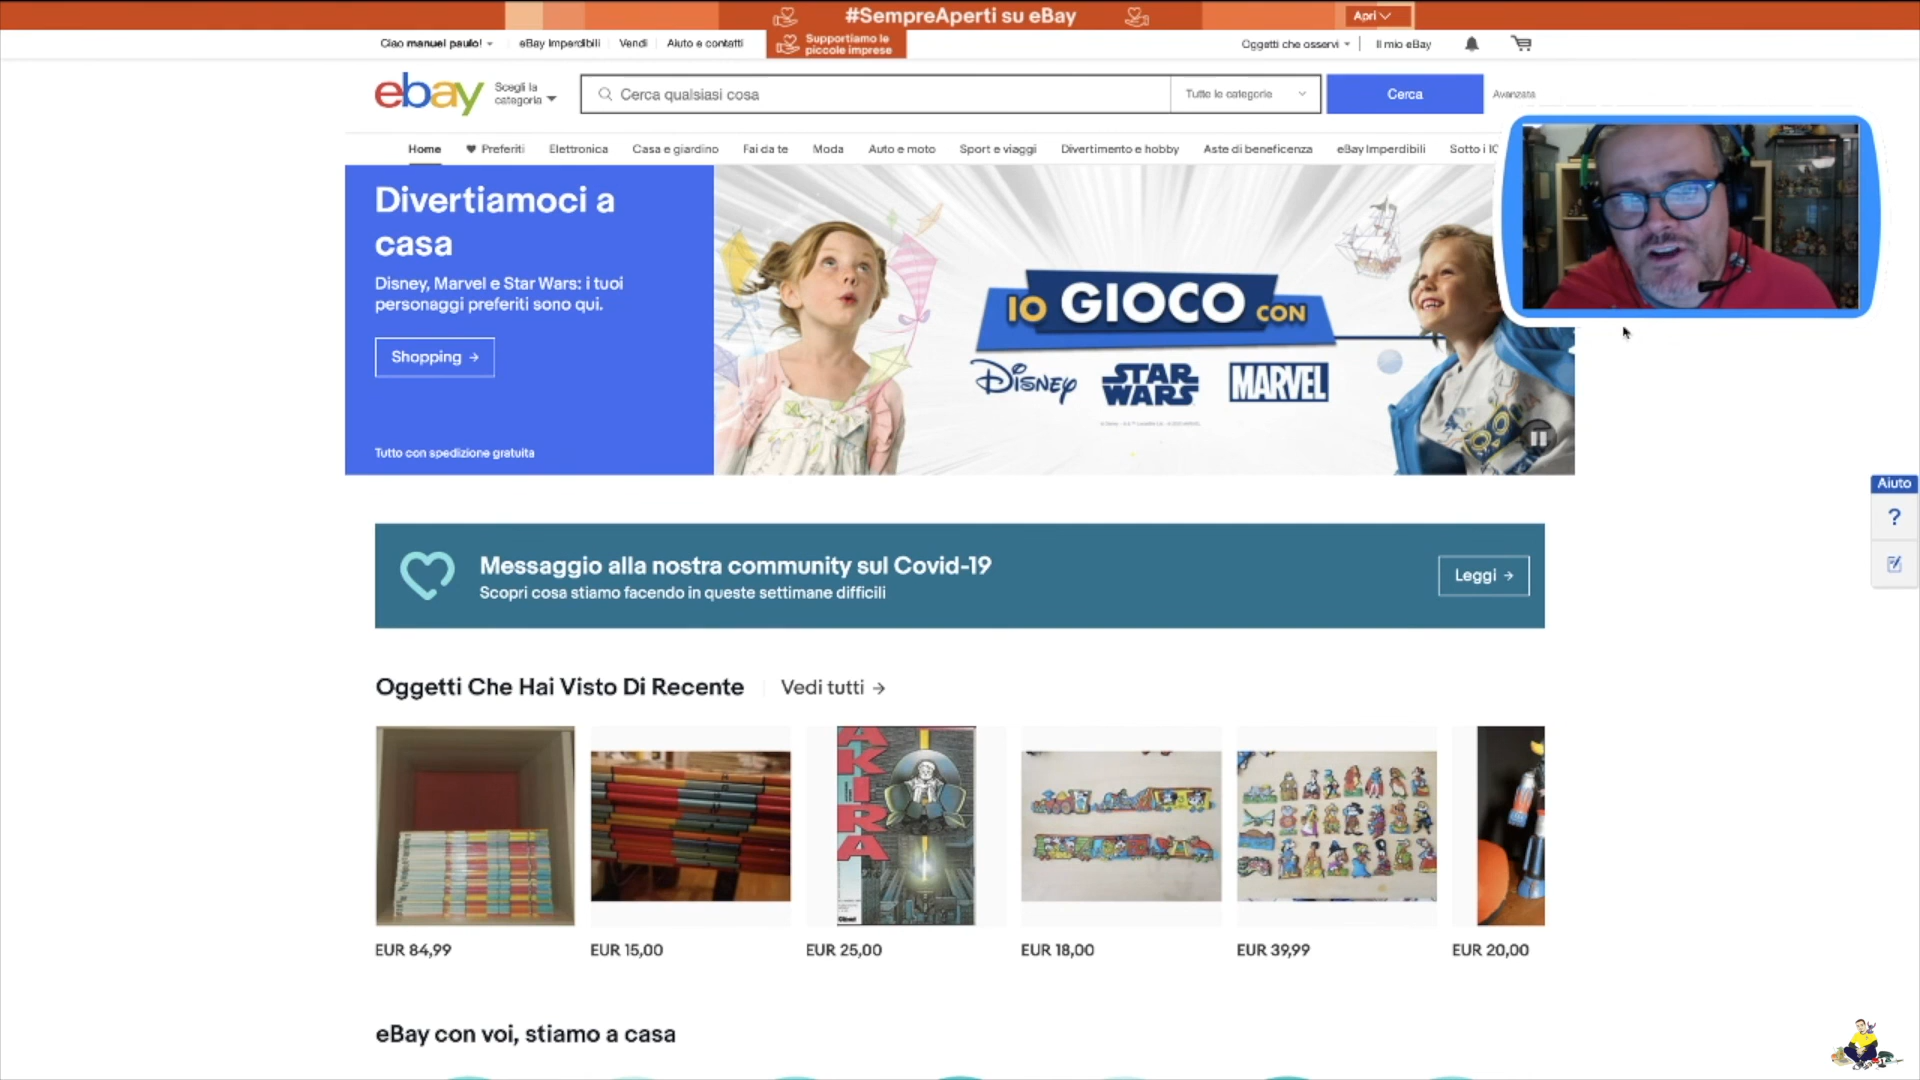 #SempreAperti su eBay
Apri
Ciao manuel paulo!
eBay Imperdibili
Vendi
Aiuto e contatti
Supportiamo le
piccole imprese
Oggetti che osservi
Il mio eBay
ebay
Scegli la
categoria
Cerca qualsiasi cosa
Tutte le categorie
Cerca
Avanzata
Home
Preferiti
Elettronica
Casa e giardino
Fai da te
Moda
Auto e moto
Sport e viaggi
Divertimento e hobby
Aste di beneficenza
eBay Imperdibili
Sotto i 10
Divertiamoci a
casa
Disney, Marvel e Star Wars: i tuoi
personaggi preferiti sono qui.
Shopping
Tutto con spedizione gratuita
IO GIOCO CON
Disney
STAR
WARS
MARVEL
Aiuto
?
Messaggio alla nostra community sul Covid-19
Scopri cosa stiamo facendo in queste settimane difficili
Leggi
Oggetti Che Hai Visto Di Recente
Vedi tutti
AKIRA
EUR 84,99
EUR 15,00
EUR 25,00
EUR 18,00
EUR 39,99
EUR 20,00
eBay con voi, stiamo a casa